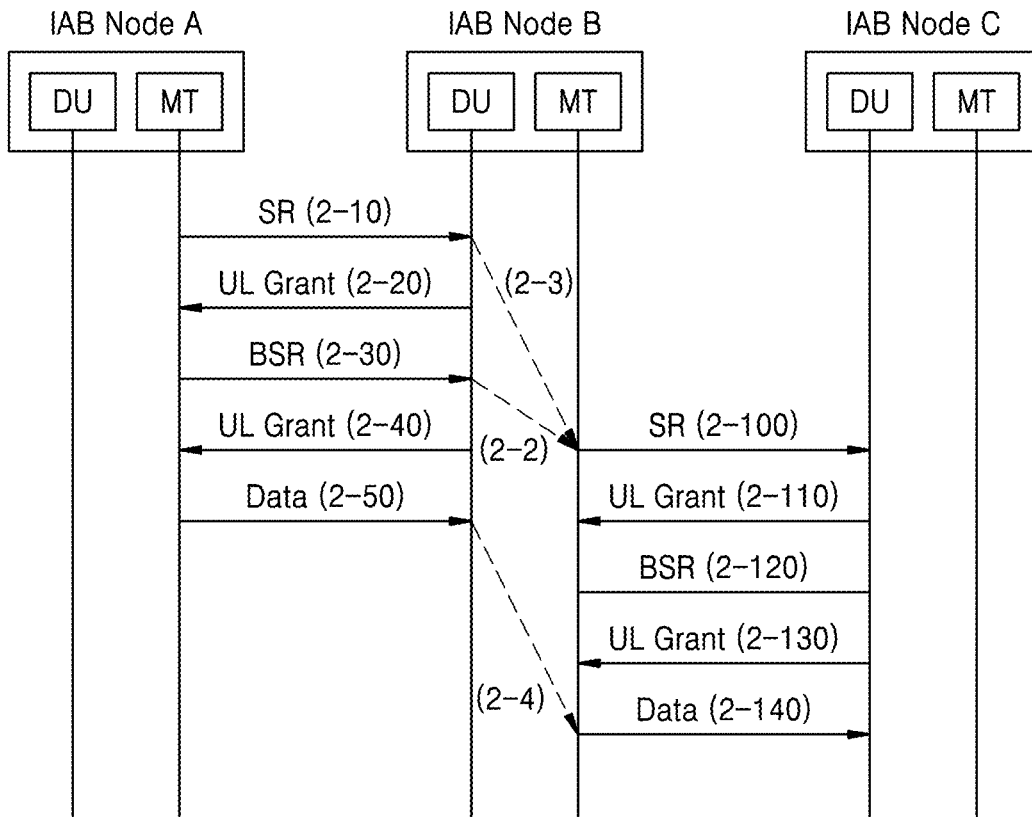 IAB Node A IAB Node B IAB Node C
DU MT DU MT DU MT
SR (2-10)
UL Grant (2-20) (2-3)
BSR (2-30)
UL Grant (2-40) (2-2) SR (2-100)
Data (2-50) UL Grant (2-110)
BSR (2-120)
UL Grant (2-130)
(2-4) Data (2-140)